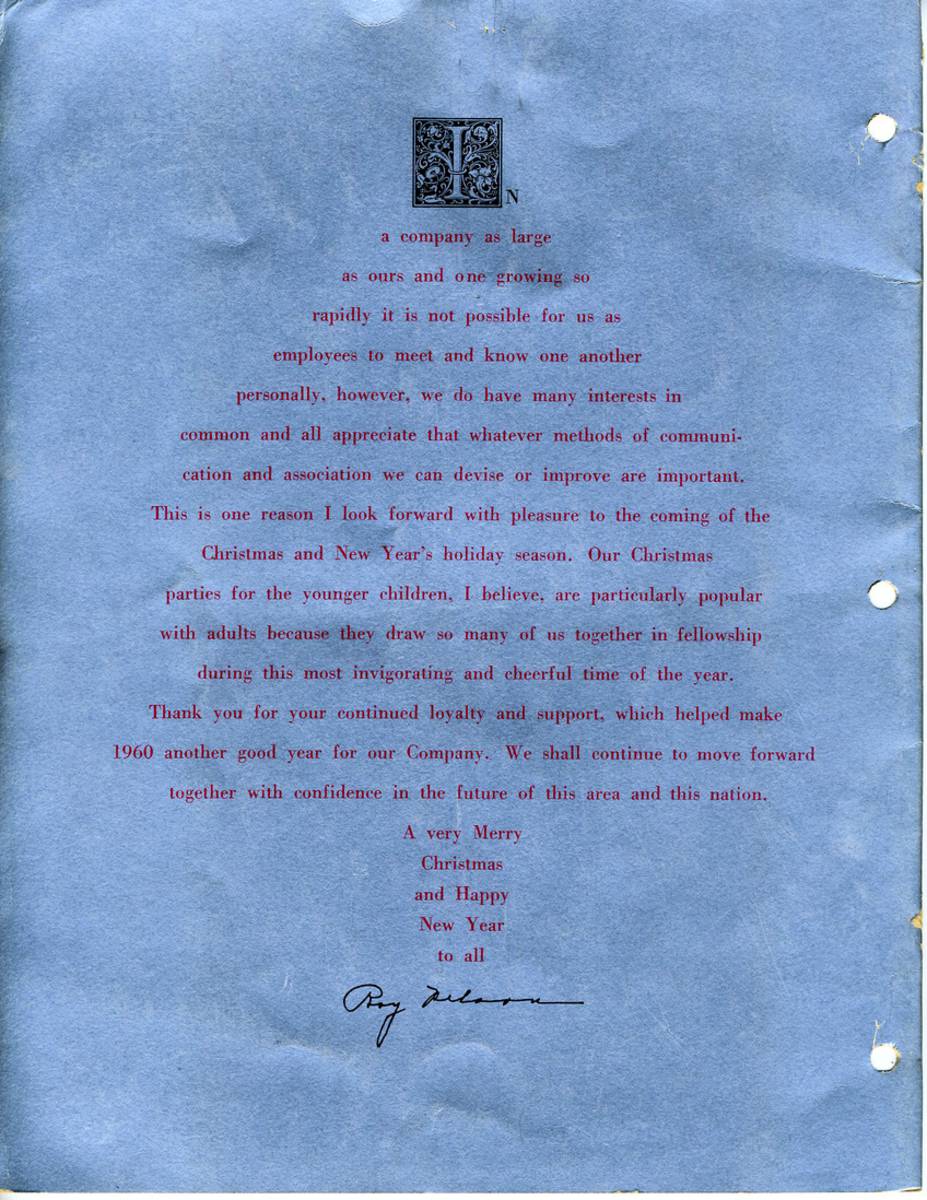 IN
a company as large
as ours and one growing so
rapidly it is not possible for us as
employees to meet and know one another
personally, however, we do have many interests in
common and all appreciate that whatever methods of communi-
cation and association we can devise or improve are important.
This is one reason I look forward with pleasure to the coming of the
Christmas and New Year's holiday season. Our Christmas
parties for the younger children, I believe, are particularly popular
with adults because they draw so many of us together in fellowship
during this most invigorating and cheerful time of the year.
Thank you for your continued loyalty and support, which helped make
1960 another good year for our Company. We shall continue to move forward
together with confidence in the future of this area and this nation.
A very Merry
Christmas
and Happy
New Year
to all
Roy Nelson